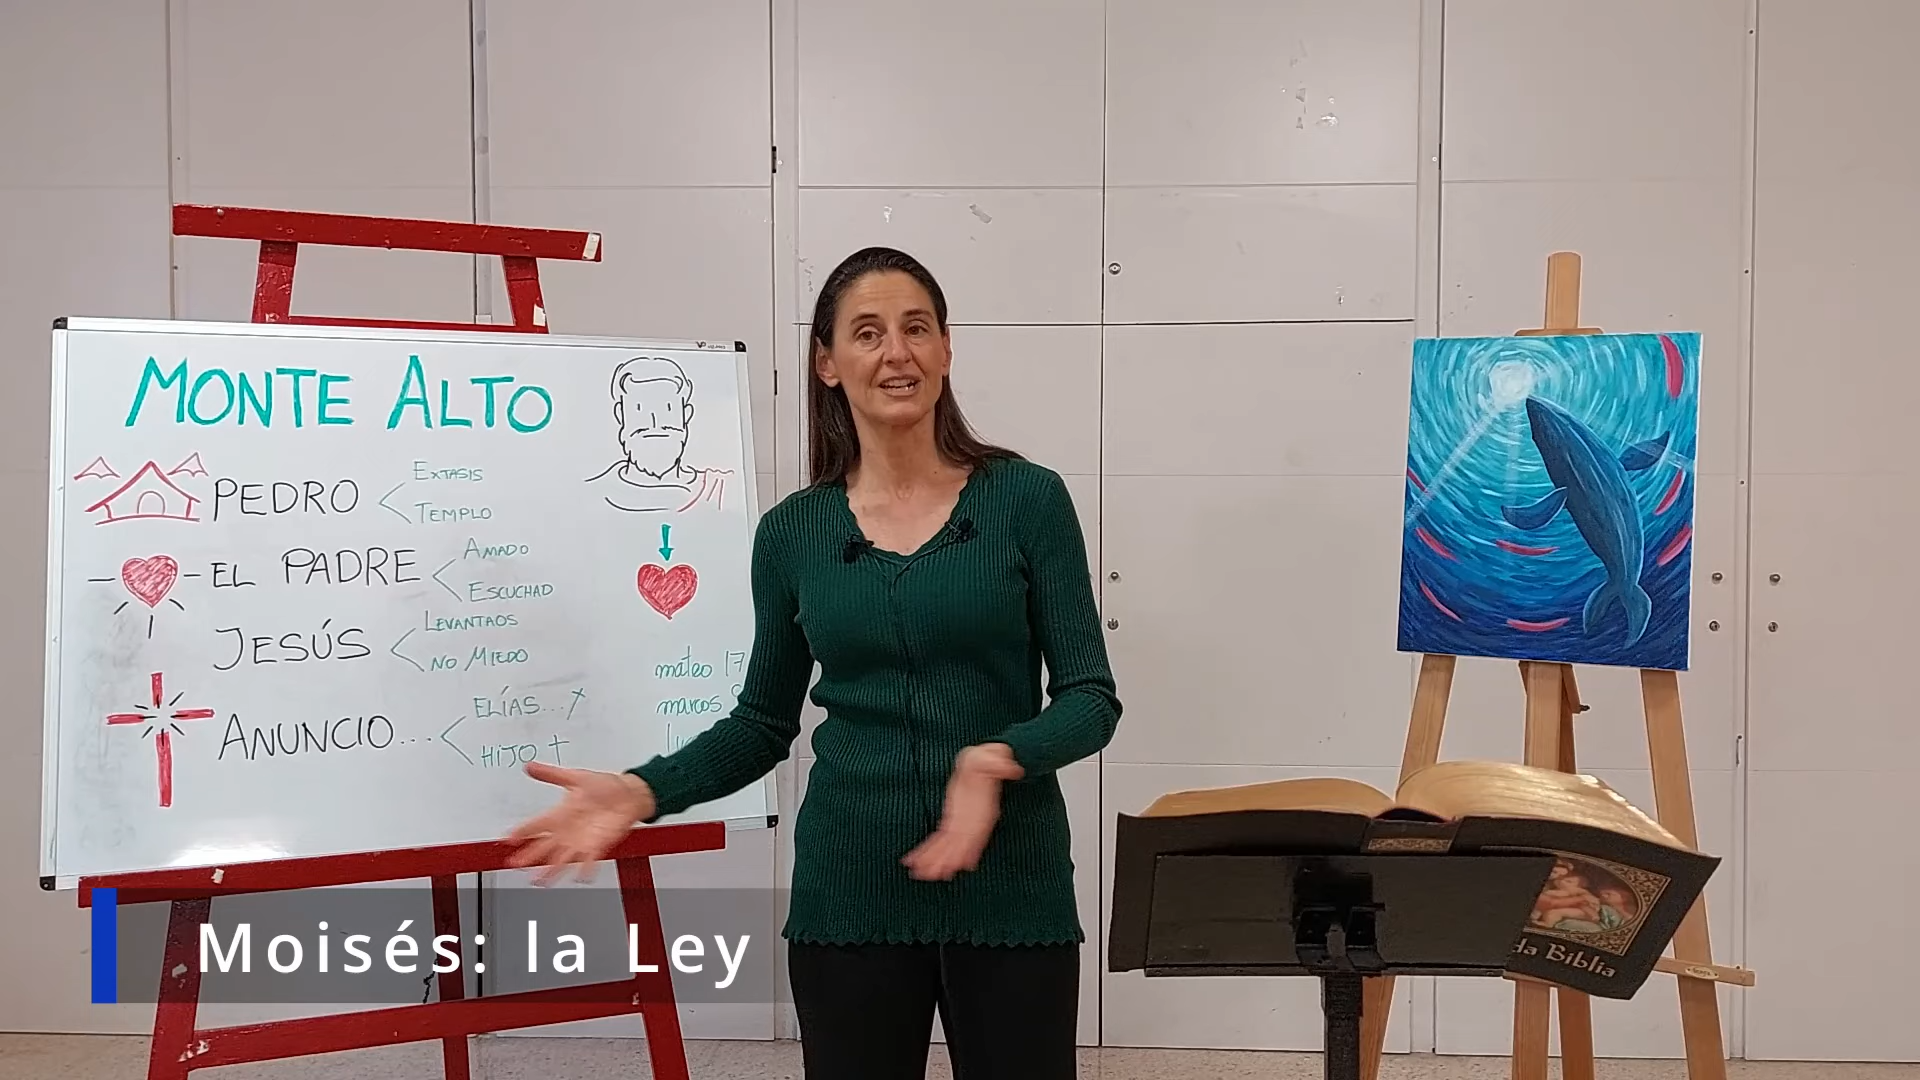 MONTE ALTO
PEDRO
EXTASIS
TEMPLO
EL PADRE
AMADO
ESCUCHAD
JESÚS
LEVANTAOS
NO MIEDO
ANUNCIO...
ELÍAS...
HIJO
mateo 17
marcos
Moisés: la Ley
Biblia